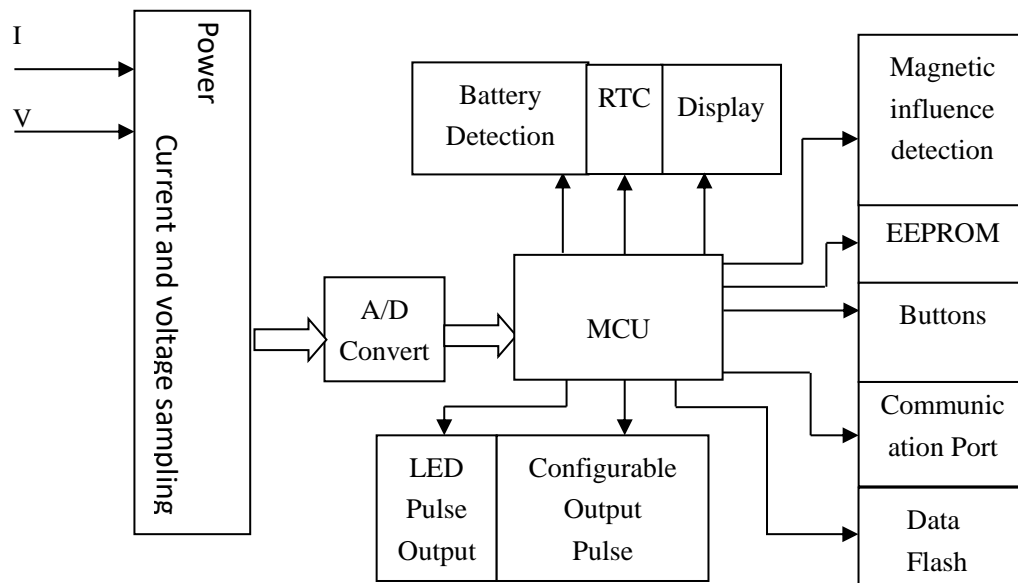 I
V
Power
Current and voltage sampling
A/D
Convert
MCU
Battery
Detection
RTC
Display
LED
Pulse
Output
Configurable
Output
Pulse
Magnetic
influence
detection
EEPROM
Buttons
Communic
ation Port
Data
Flash